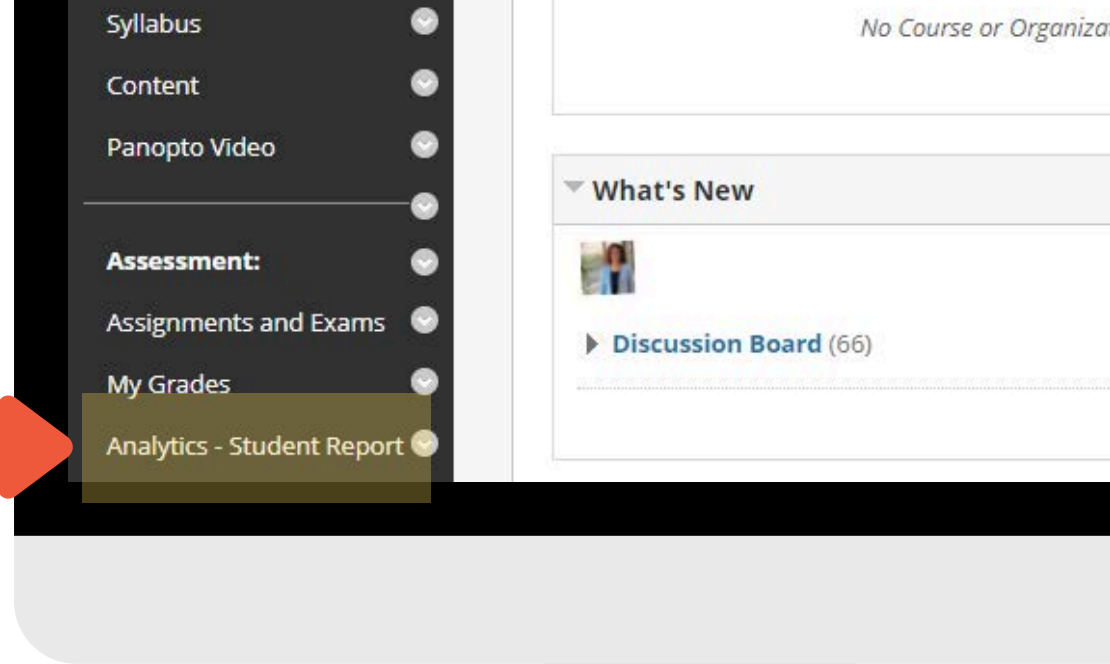 Syllabus
Content
Panopto Video
Assessment:
Assignments and Exams
My Grades
Analytics - Student Report
No Course or Organizat
What's New
Discussion Board (66)